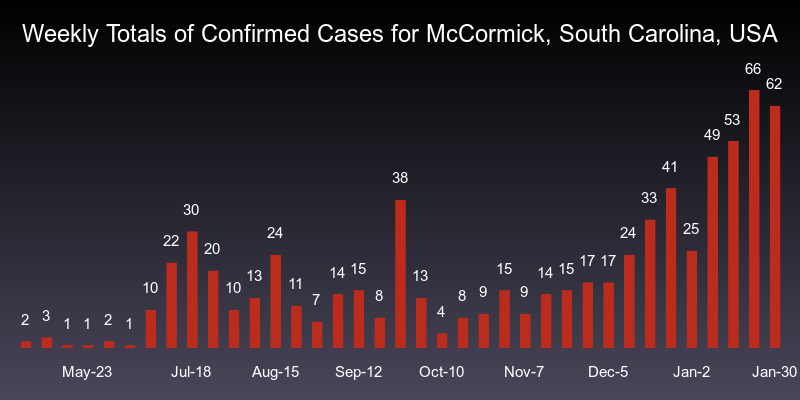 Weekly Totals of Confirmed Cases for McCormick, South Carolina, USA
2 3 1 1 2 1 10 22 30 20 10 13 24 11 7 14 15 8 38 13 4 8 9 15 9 14 15 17 17 24 33 41 25 49 53 66 62
May-23 Jul-18 Aug-15 Sep-12 Oct-10 Nov-7 Dec-5 Jan-2 Jan-30